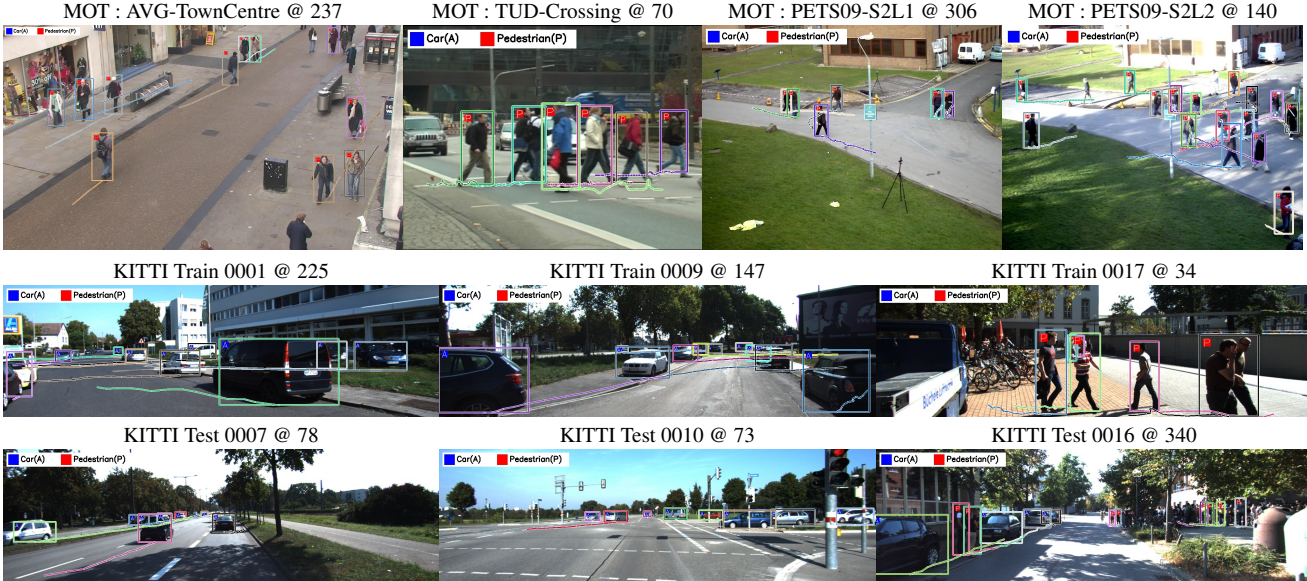 MOT : AVG-TownCentre @ 237
MOT : TUD-Crossing @ 70
MOT : PETS09-S2L1 @ 306
MOT : PETS09-S2L2 @ 140
Car(A) Pedestrian(P)
Car(A) Pedestrian(P)
Car(A) Pedestrian(P)
Car(A) Pedestrian(P)
P P P P P P
KITTI Train 0001 @ 225
KITTI Train 0009 @ 147
KITTI Train 0017 @ 34
Car(A) Pedestrian(P)
Car(A) Pedestrian(P)
Car(A) Pedestrian(P)
KITTI Test 0007 @ 78
KITTI Test 0010 @ 73
KITTI Test 0016 @ 340
Car(A) Pedestrian(P)
Car(A) Pedestrian(P)
Car(A) Pedestrian(P)